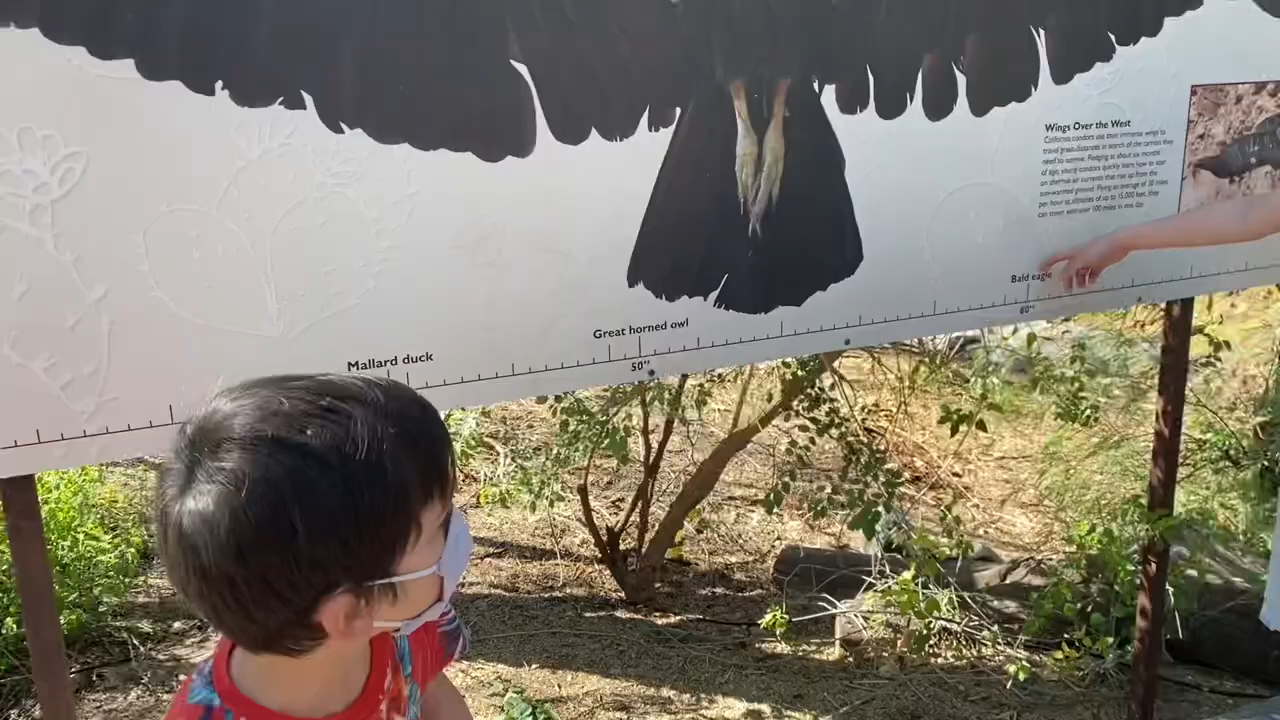 Wings Over the West
California condors use their immense wings to
travel great distances in search of the carrion they
need to survive. Fledging at about six months
of age, young condors quickly learn how to soar
on thermal air currents that rise up from the
sun-warmed ground. Flying an average of 30 miles
per hour at altitudes of up to 15,000 feet, they
can cover well over 100 miles in one day.
Bald eagle
80"
Great horned owl
50"
Mallard duck